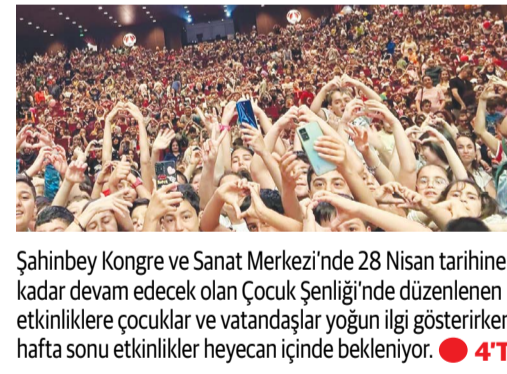 Şahinbey Kongre ve Sanat Merkezi'nde 28 Nisan tarihine
kadar devam edecek olan Çocuk Şenliği'nde düzenlenen
etkinliklere çocuklar ve vatandaşlar yoğun ilgi gösterirken
hafta sonu etkinlikler heyecan içinde bekleniyor. 4'T